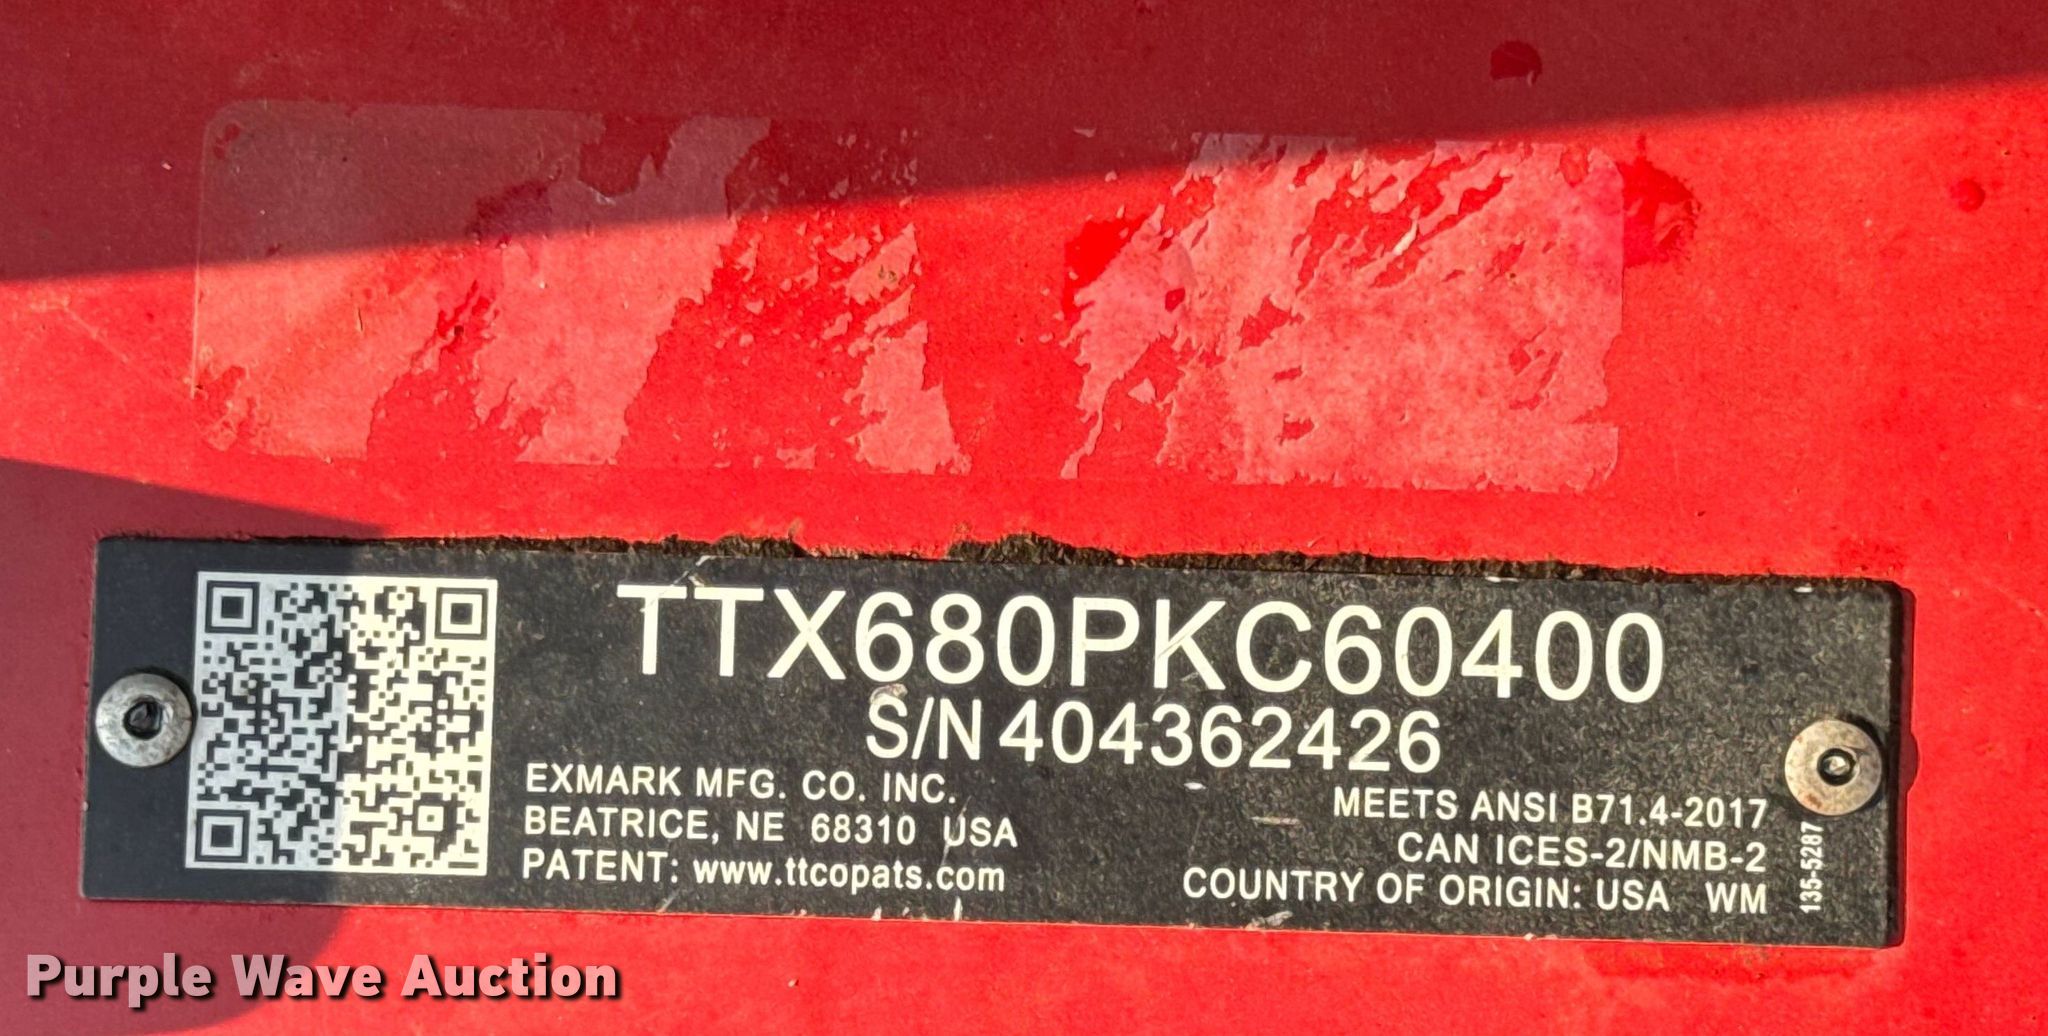 TTX680PKC60400
S/N 404362426
EXMARK MFG. CO. INC.
BEATRICE, NE 68310 USA
PATENT: www.ttcopats.com
MEETS ANSI B71.4-2017
CAN ICES-2/NMB-2
COUNTRY OF ORIGIN: USA WM
135-5287
Purple Wave Auction